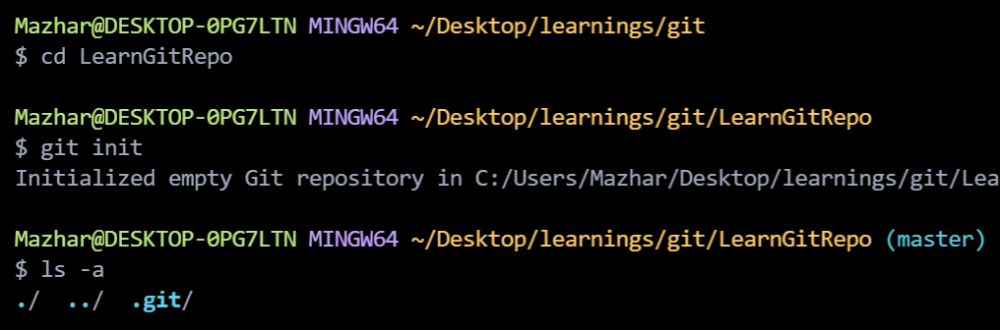 Mazhar@DESKTOP-0PG7LTN MINGW64 ~/Desktop/learnings/git
$ cd LearnGitRepo
Mazhar@DESKTOP-0PG7LTN MINGW64 ~/Desktop/learnings/git/LearnGitRepo
$ git init
Initialized empty Git repository in C:/Users/Mazhar/Desktop/learnings/git/Lea
Mazhar@DESKTOP-0PG7LTN MINGW64 ~/Desktop/learnings/git/LearnGitRepo (master)
$ ls -a
./  ../  .git/